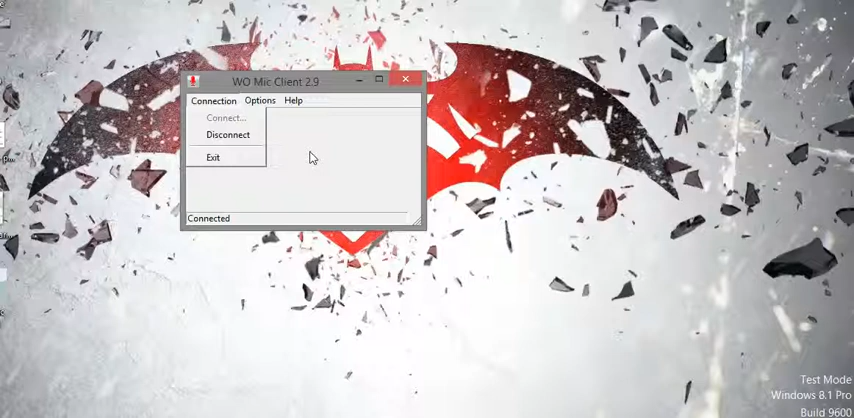 WO Mic Client 2.9
Connection Options Help
Connect...
Disconnect
Exit
Connected
Test Mode
Windows 8.1 Pro
Build 9600